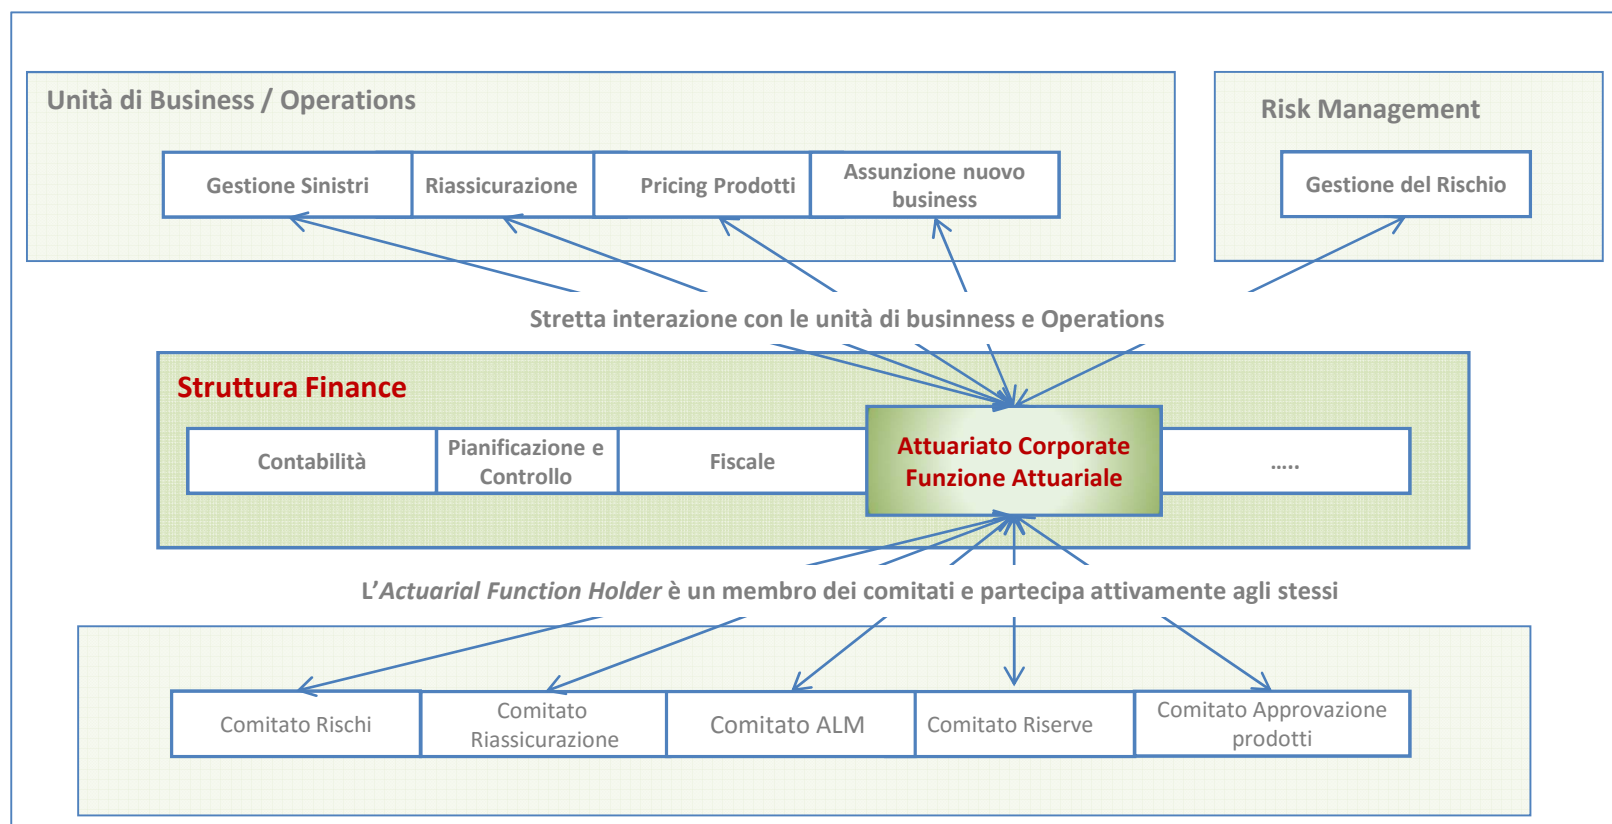 Unità di Business / Operations
Risk Management
Gestione Sinistri
Riassicurazione
Pricing Prodotti
Assunzione nuovo
business
Gestione del Rischio
Stretta interazione con le unità di businness e Operations
Struttura Finance
Contabilità
Pianificazione e
Controllo
Fiscale
Attuariato Corporate
Funzione Attuariale
…..
L’Actuarial Function Holder è un membro dei comitati e partecipa attivamente agli stessi
Comitato Rischi
Comitato
Riassicurazione
Comitato ALM
Comitato Riserve
Comitato Approvazione
prodotti